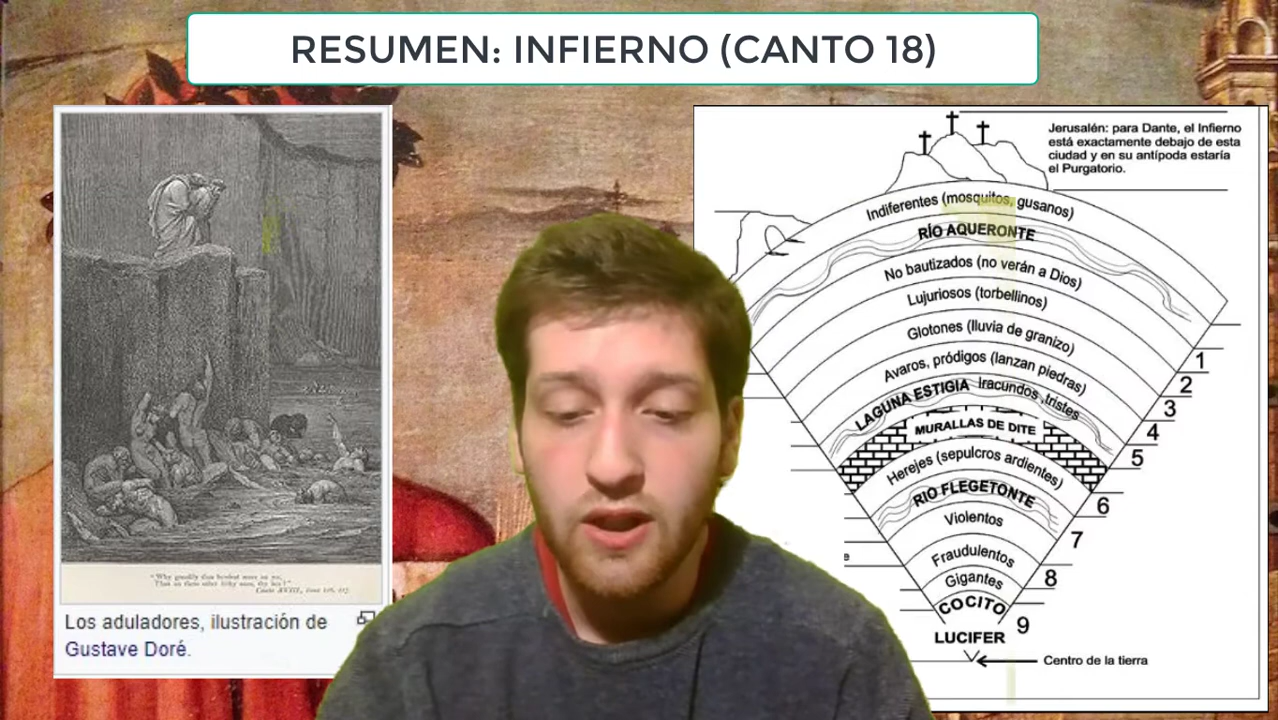 RESUMEN: INFIERNO (CANTO 18)
Los aduladores, ilustración de
Gustave Doré.
Jerusalén: para Dante, el Infierno
está exactamente debajo de esta
ciudad y en su antípoda estaría
el Purgatorio.
Indiferentes (mosquitos, gusanos)
RÍO AQUERONTE
No bautizados (no verán a Dios)
Lujuriosos (torbellinos)
Glotones (lluvia de granizo)
Avaros, pródigos (lanzan piedras)
LAGUNA ESTIGIA Iracundos ,tristes
MURALLAS DE DITE
Herejes (sepulcros ardientes)
RIO FLEGETONTE
Violentos
Fraudulentos
Gigantes
COCITO
LUCIFER
Centro de la tierra
1
2
3
4
5
6
7
8
9